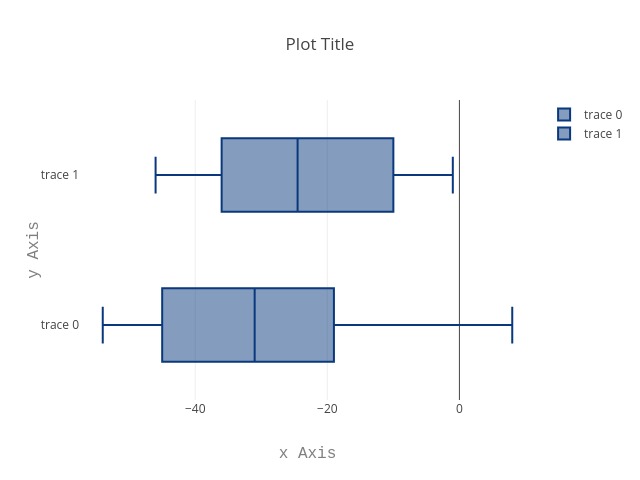 Plot Title
trace 0
trace 1
trace 1
trace 0
y Axis
−40
−20
0
x Axis